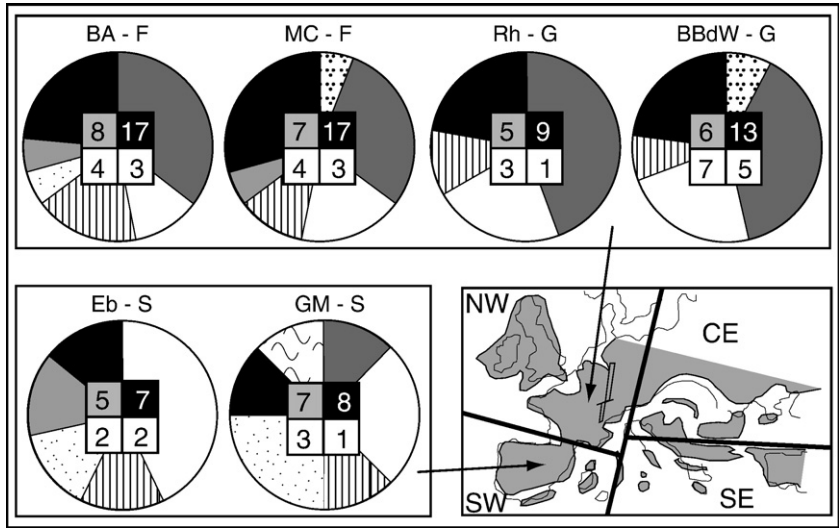 BA - F MC - F Rh - G BBdW - G
8 17 7 17 5 9 6 13
4 3 4 3 3 1 7 5
Eb - S GM - S
5 7 7 8
2 2 3 1
NW CE
SW SE